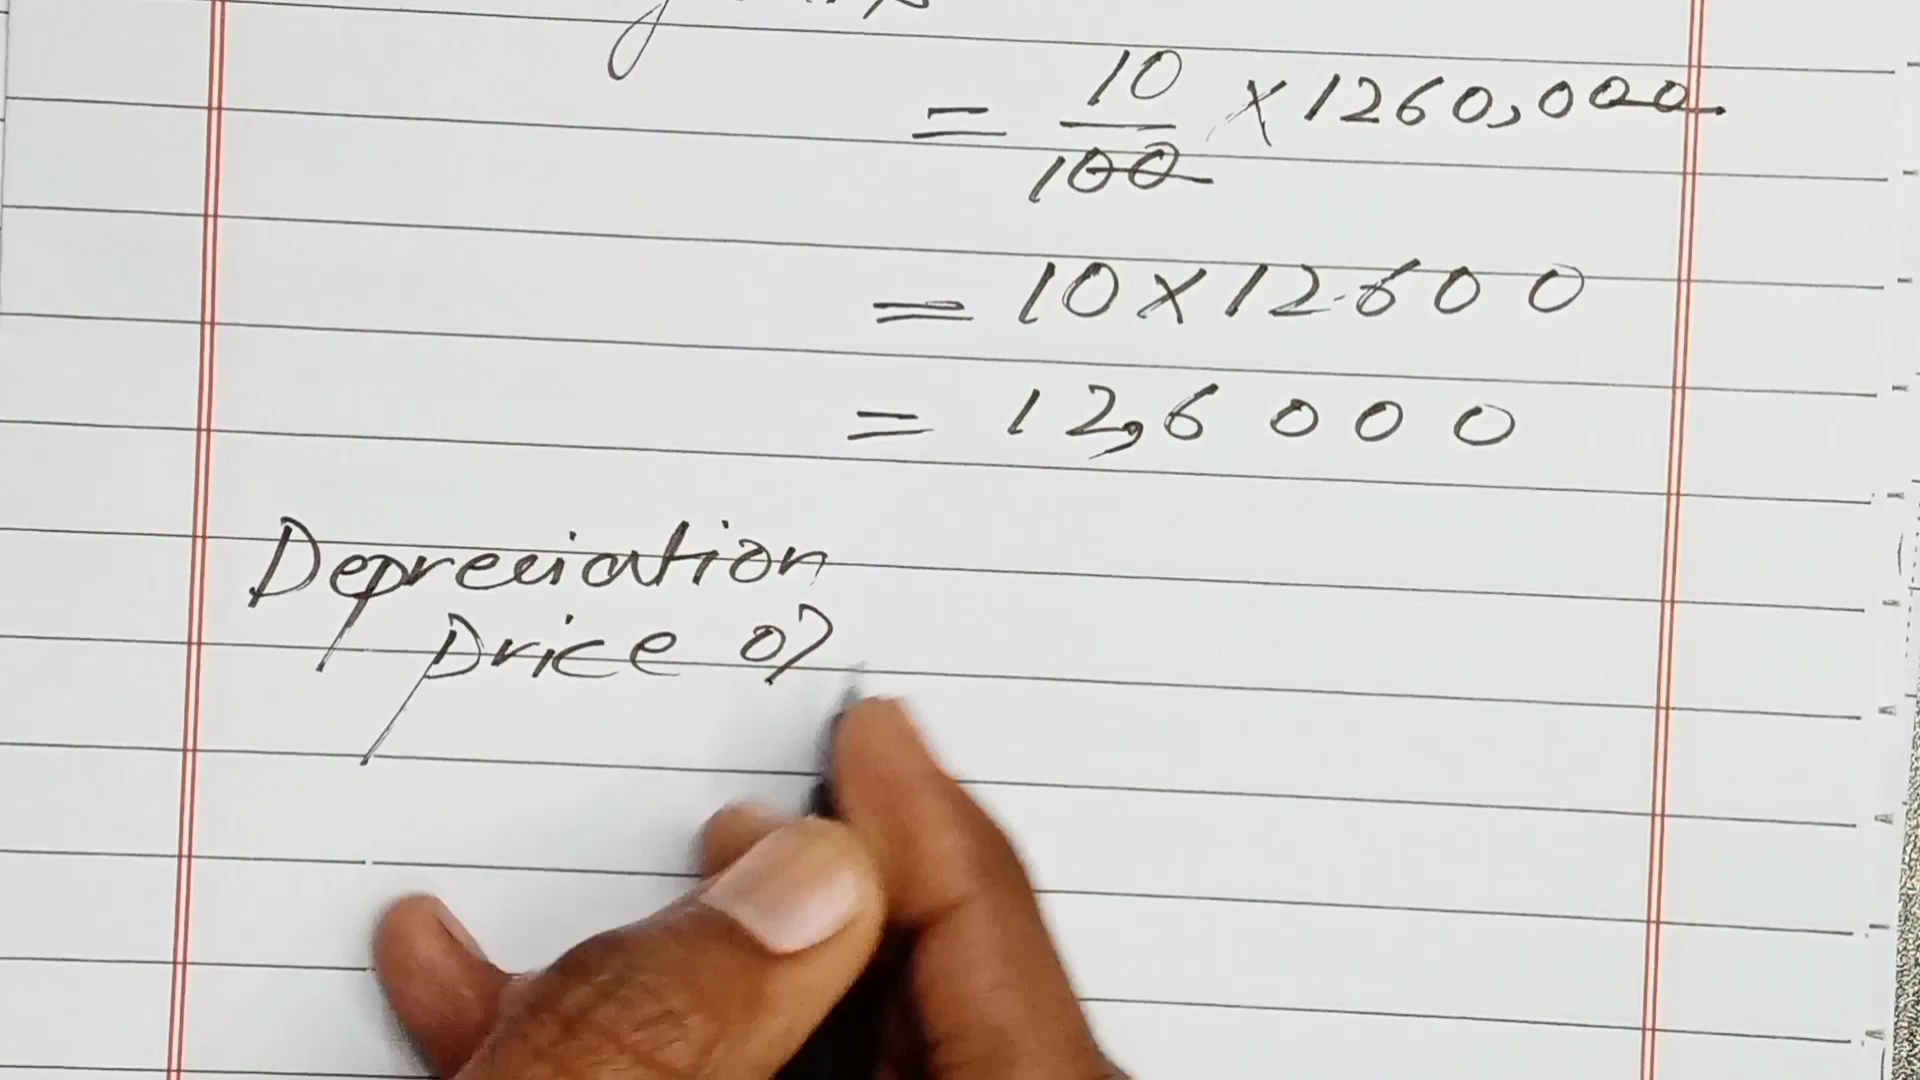 = 10/100 × 1260,000
= 10 × 12600
= 12,6000
Depreciation
price of